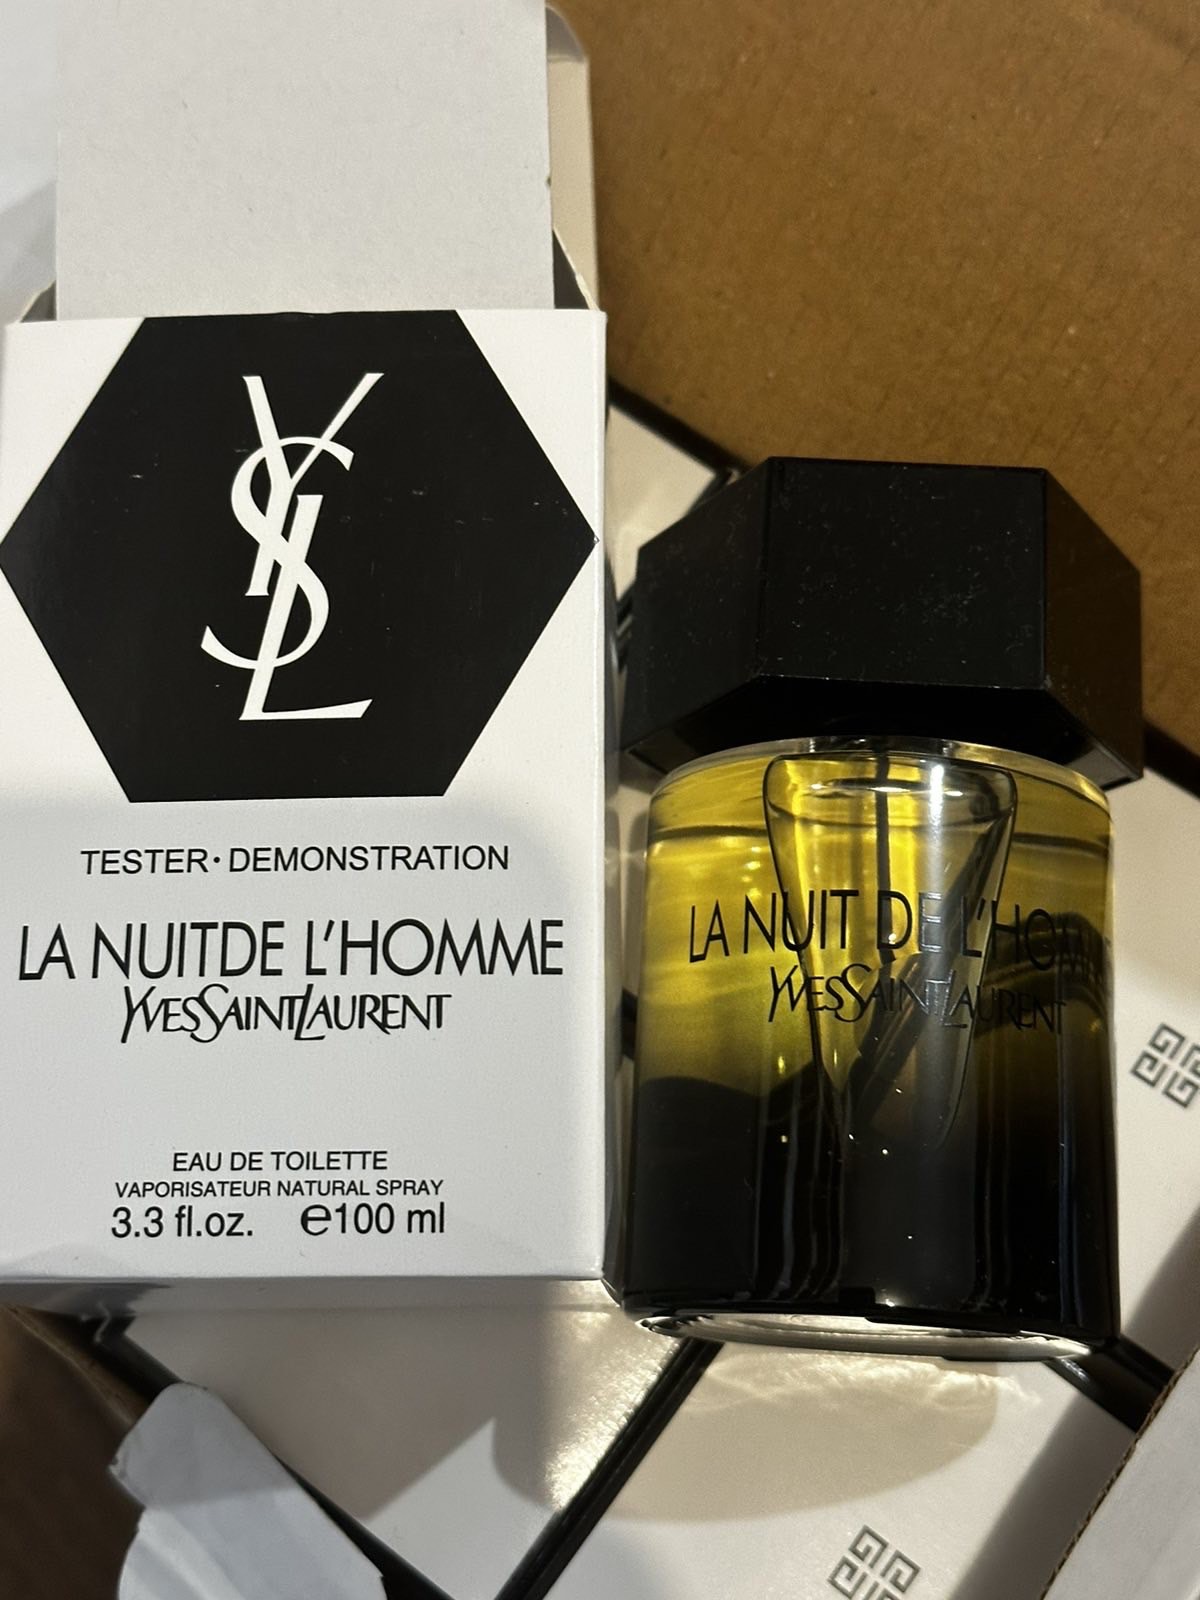 YSL
TESTER • DEMONSTRATION
LA NUITDE L'HOMME
YVESSAINTLAURENT
EAU DE TOILETTE
VAPORISATEUR NATURAL SPRAY
3.3 fl.oz. ℮100 ml
LA NUIT DE L'HOMME
YVESSAINTLAURENT